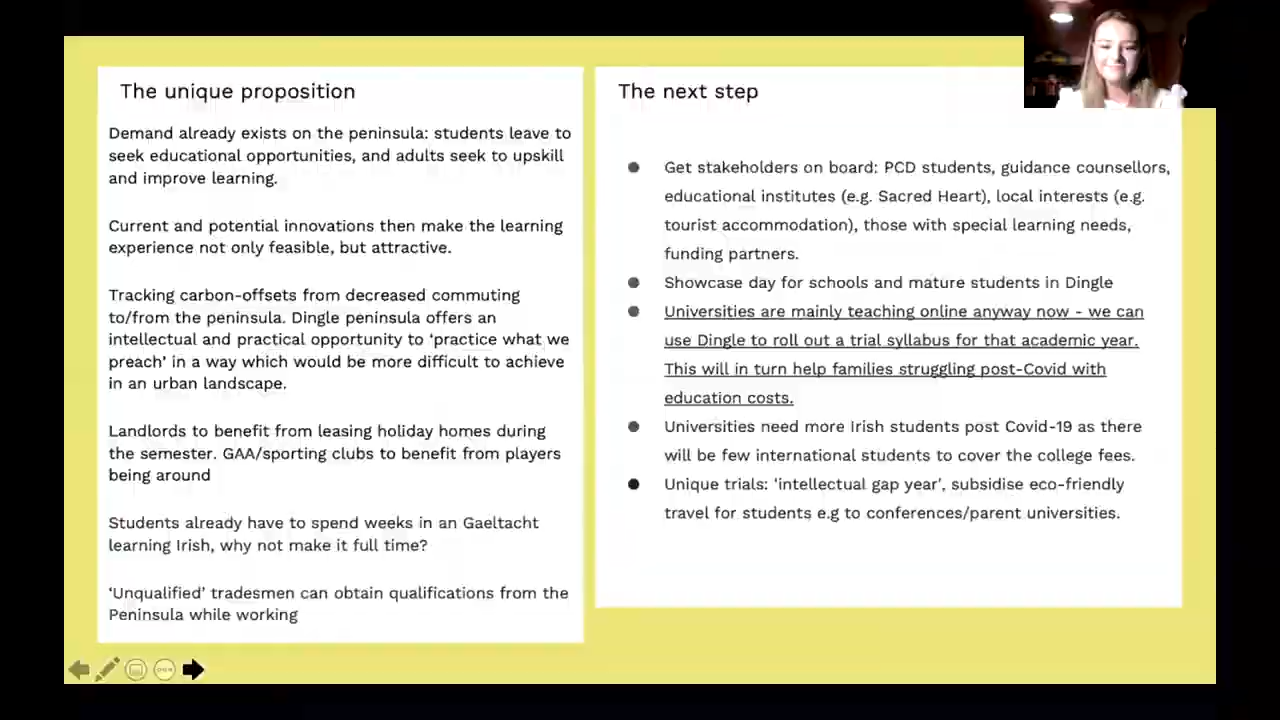 The unique proposition
Demand already exists on the peninsula: students leave to
seek educational opportunities, and adults seek to upskill
and improve learning.
Current and potential innovations then make the learning
experience not only feasible, but attractive.
Tracking carbon-offsets from decreased commuting
to/from the peninsula. Dingle peninsula offers an
intellectual and practical opportunity to ‘practice what we
preach’ in a way which would be more difficult to achieve
in an urban landscape.
Landlords to benefit from leasing holiday homes during
the semester. GAA/sporting clubs to benefit from players
being around
Students already have to spend weeks in an Gaeltacht
learning Irish, why not make it full time?
‘Unqualified’ tradesmen can obtain qualifications from the
Peninsula while working
The next step
Get stakeholders on board: PCD students, guidance counsellors,
educational institutes (e.g. Sacred Heart), local interests (e.g.
tourist accommodation), those with special learning needs,
funding partners.
Showcase day for schools and mature students in Dingle
Universities are mainly teaching online anyway now - we can
use Dingle to roll out a trial syllabus for that academic year.
This will in turn help families struggling post-Covid with
education costs.
Universities need more Irish students post Covid-19 as there
will be few international students to cover the college fees.
Unique trials: ‘intellectual gap year’, subsidise eco-friendly
travel for students e.g to conferences/parent universities.